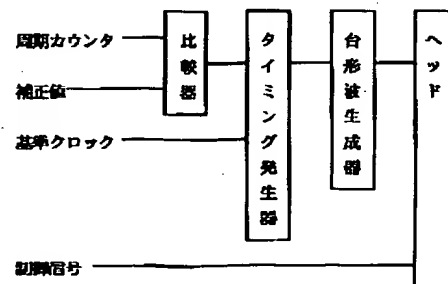 周期カウンタ
補正値
基準クロック
制御信号
比較器
タイミング発生器
台形波生成器
ヘッド